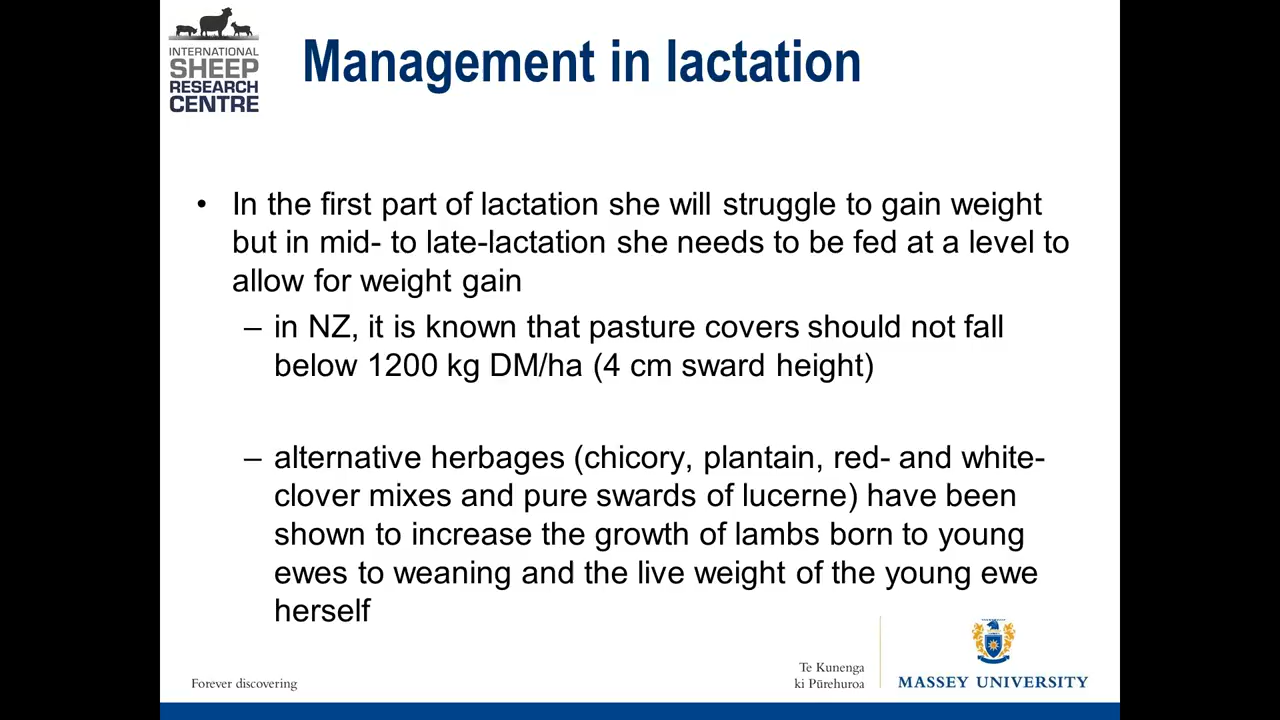 INTERNATIONAL
SHEEP
RESEARCH
CENTRE
Management in lactation
• In the first part of lactation she will struggle to gain weight
but in mid- to late-lactation she needs to be fed at a level to
allow for weight gain
– in NZ, it is known that pasture covers should not fall
below 1200 kg DM/ha (4 cm sward height)
– alternative herbages (chicory, plantain, red- and white-
clover mixes and pure swards of lucerne) have been
shown to increase the growth of lambs born to young
ewes to weaning and the live weight of the young ewe
herself
Forever discovering
Te Kunenga
ki Pūrehuroa
MASSEY UNIVERSITY